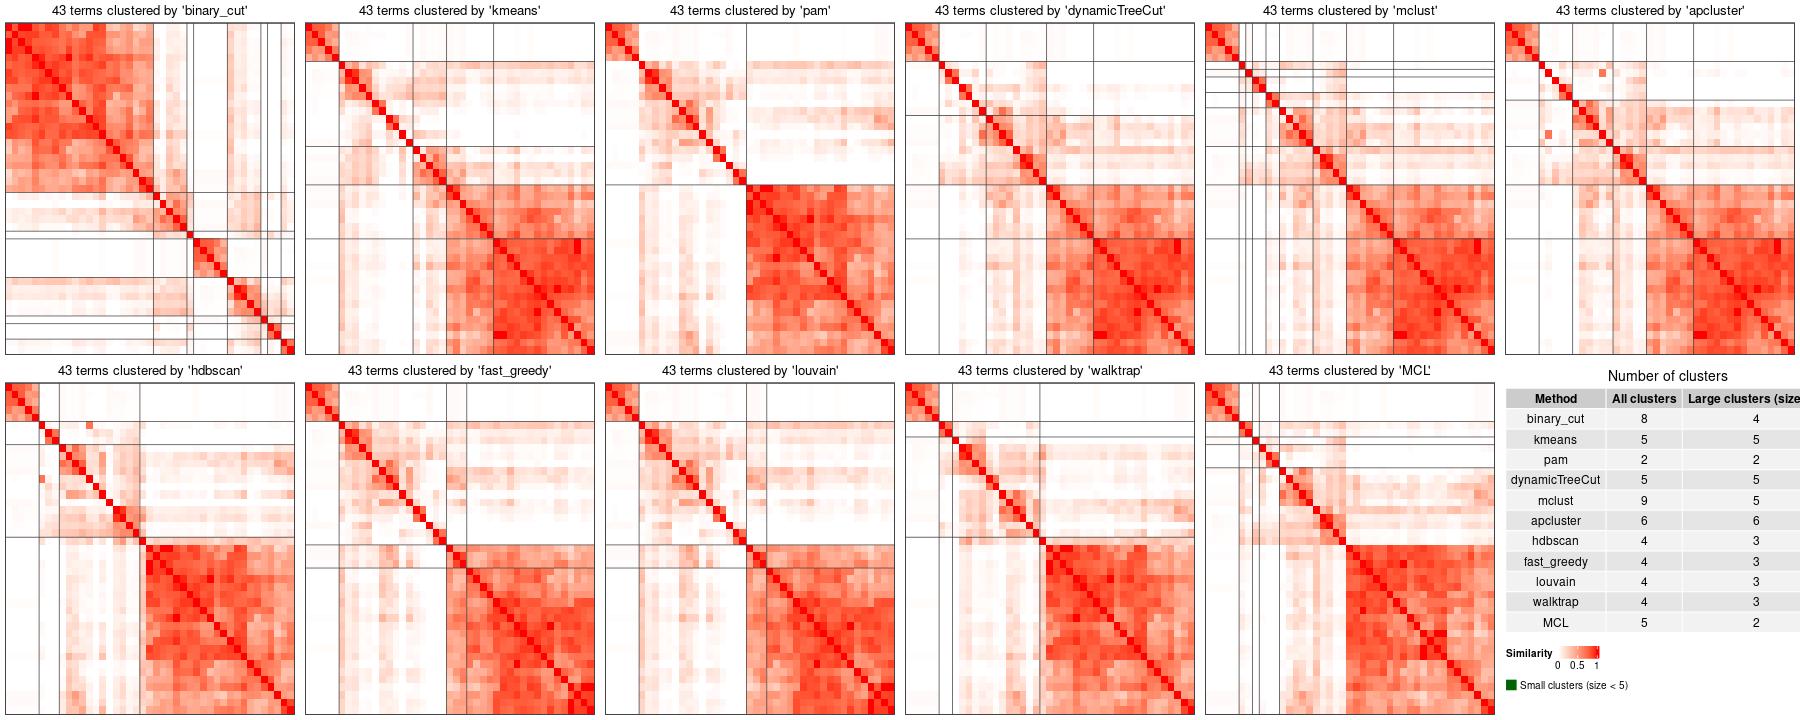 43 terms clustered by 'binary_cut'
43 terms clustered by 'kmeans'
43 terms clustered by 'pam'
43 terms clustered by 'dynamicTreeCut'
43 terms clustered by 'mclust'
43 terms clustered by 'apcluster'
43 terms clustered by 'hdbscan'
43 terms clustered by 'fast_greedy'
43 terms clustered by 'louvain'
43 terms clustered by 'walktrap'
43 terms clustered by 'MCL'
Number of clusters
Method All clusters Large clusters (size
binary_cut 8 4
kmeans 5 5
pam 2 2
dynamicTreeCut 5 5
mclust 9 5
apcluster 6 6
hdbscan 4 3
fast_greedy 4 3
louvain 4 3
walktrap 4 3
MCL 5 2
Similarity
0 0.5 1
Small clusters (size < 5)